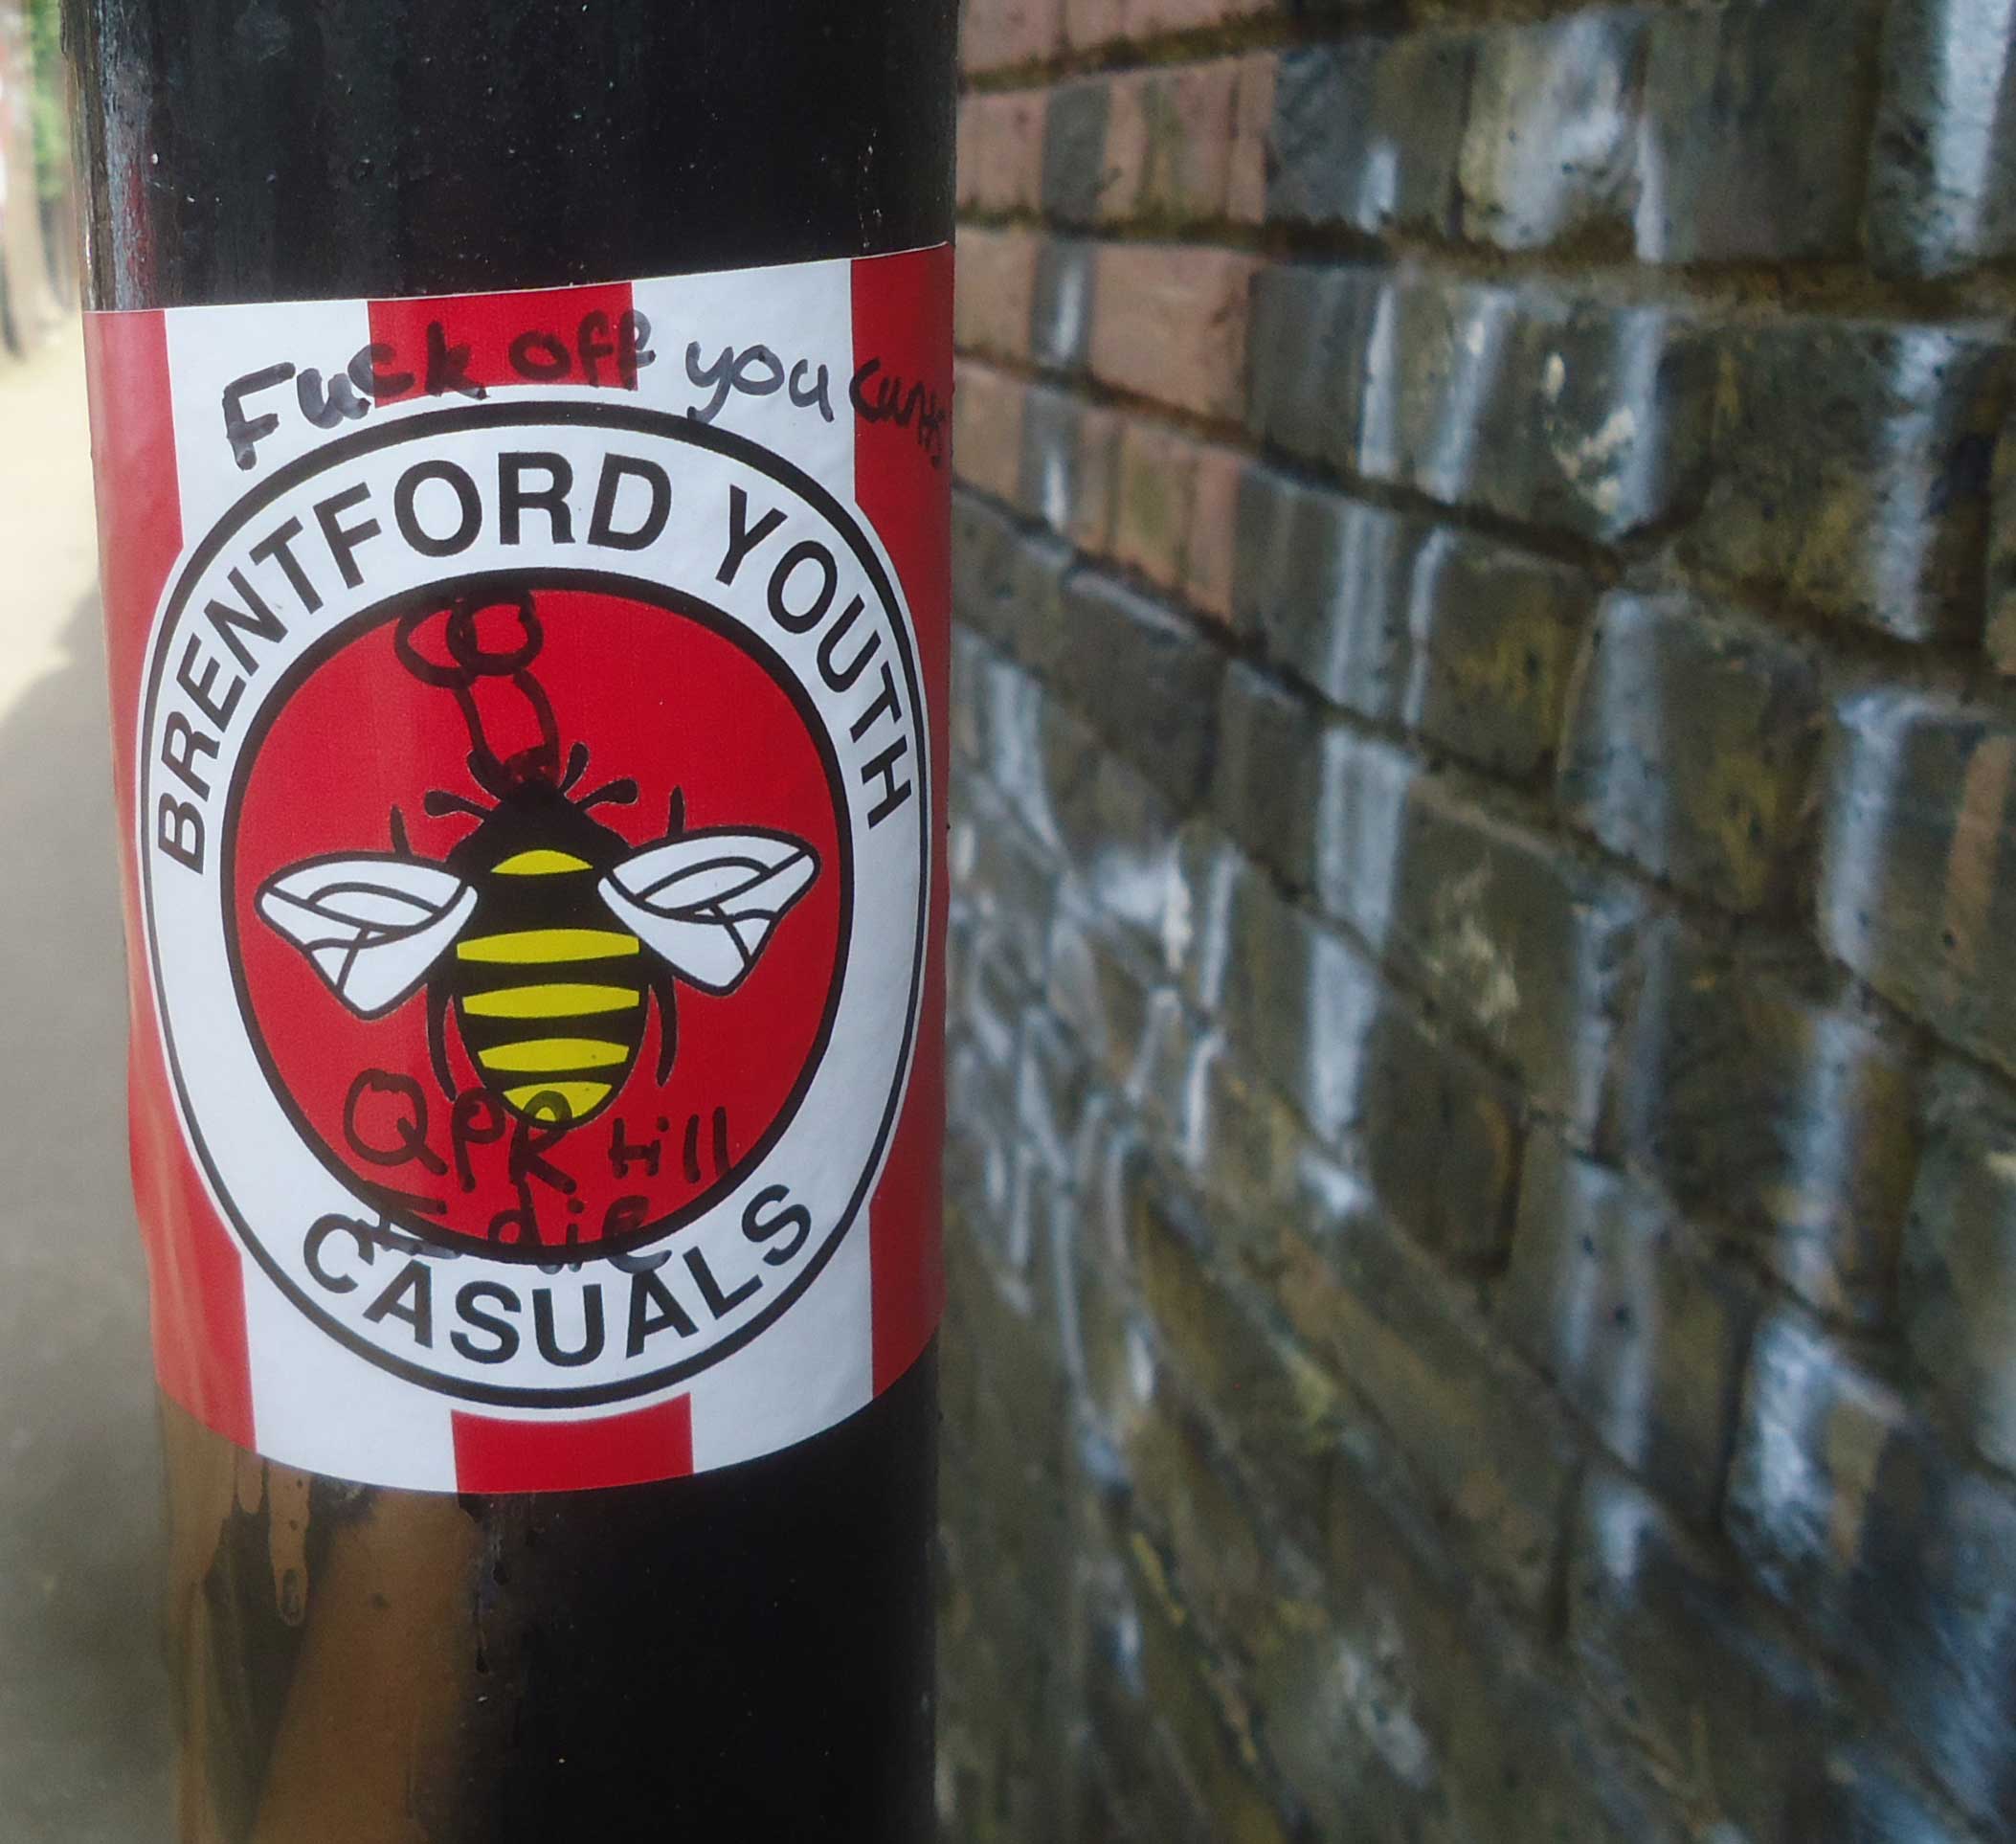 Fuck off you cunts
BRENTFORD YOUTH
QPR till
I die
CASUALS